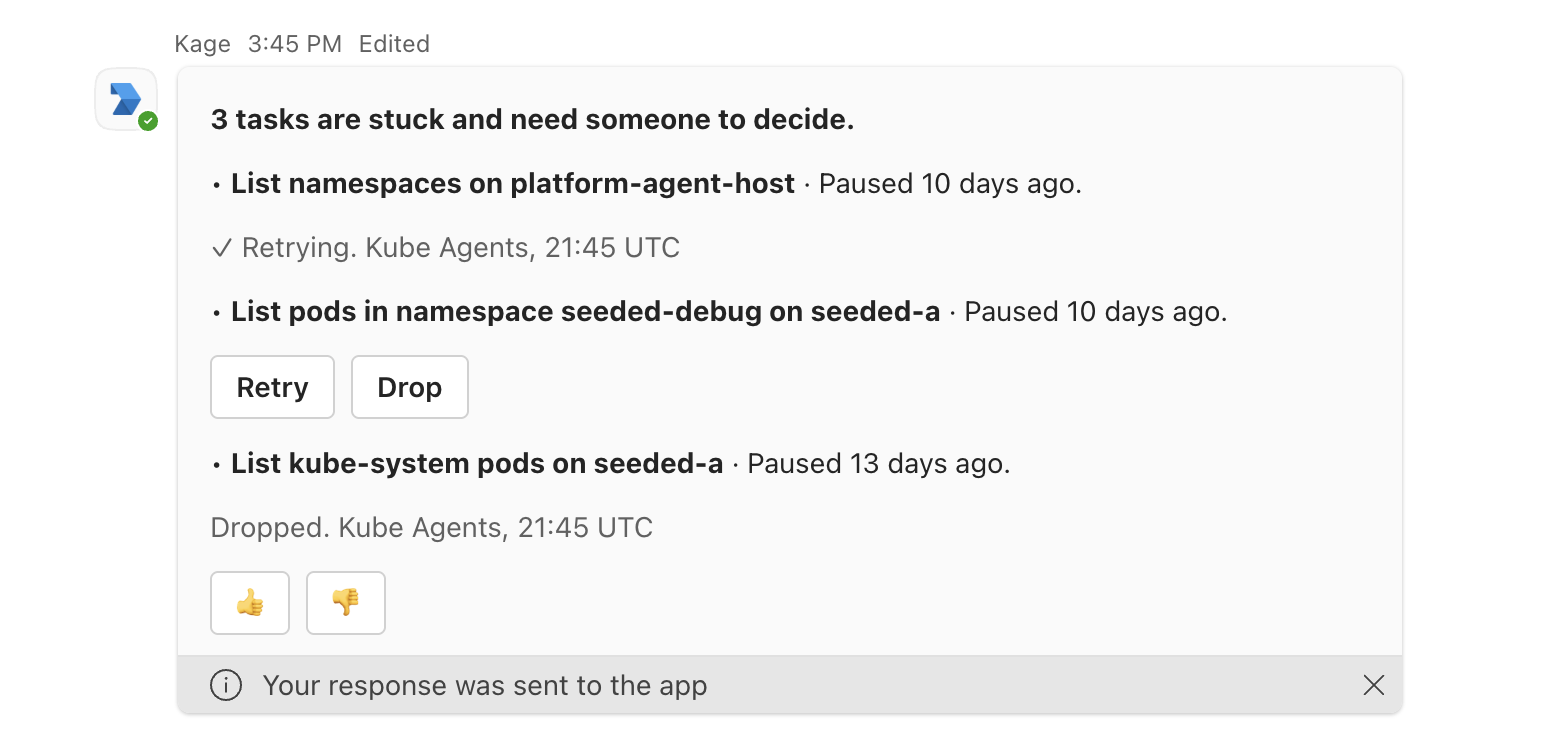 Kage 3:45 PM Edited
3 tasks are stuck and need someone to decide.
• List namespaces on platform-agent-host · Paused 10 days ago.
✓ Retrying. Kube Agents, 21:45 UTC
• List pods in namespace seeded-debug on seeded-a · Paused 10 days ago.
Retry Drop
• List kube-system pods on seeded-a · Paused 13 days ago.
Dropped. Kube Agents, 21:45 UTC
Your response was sent to the app